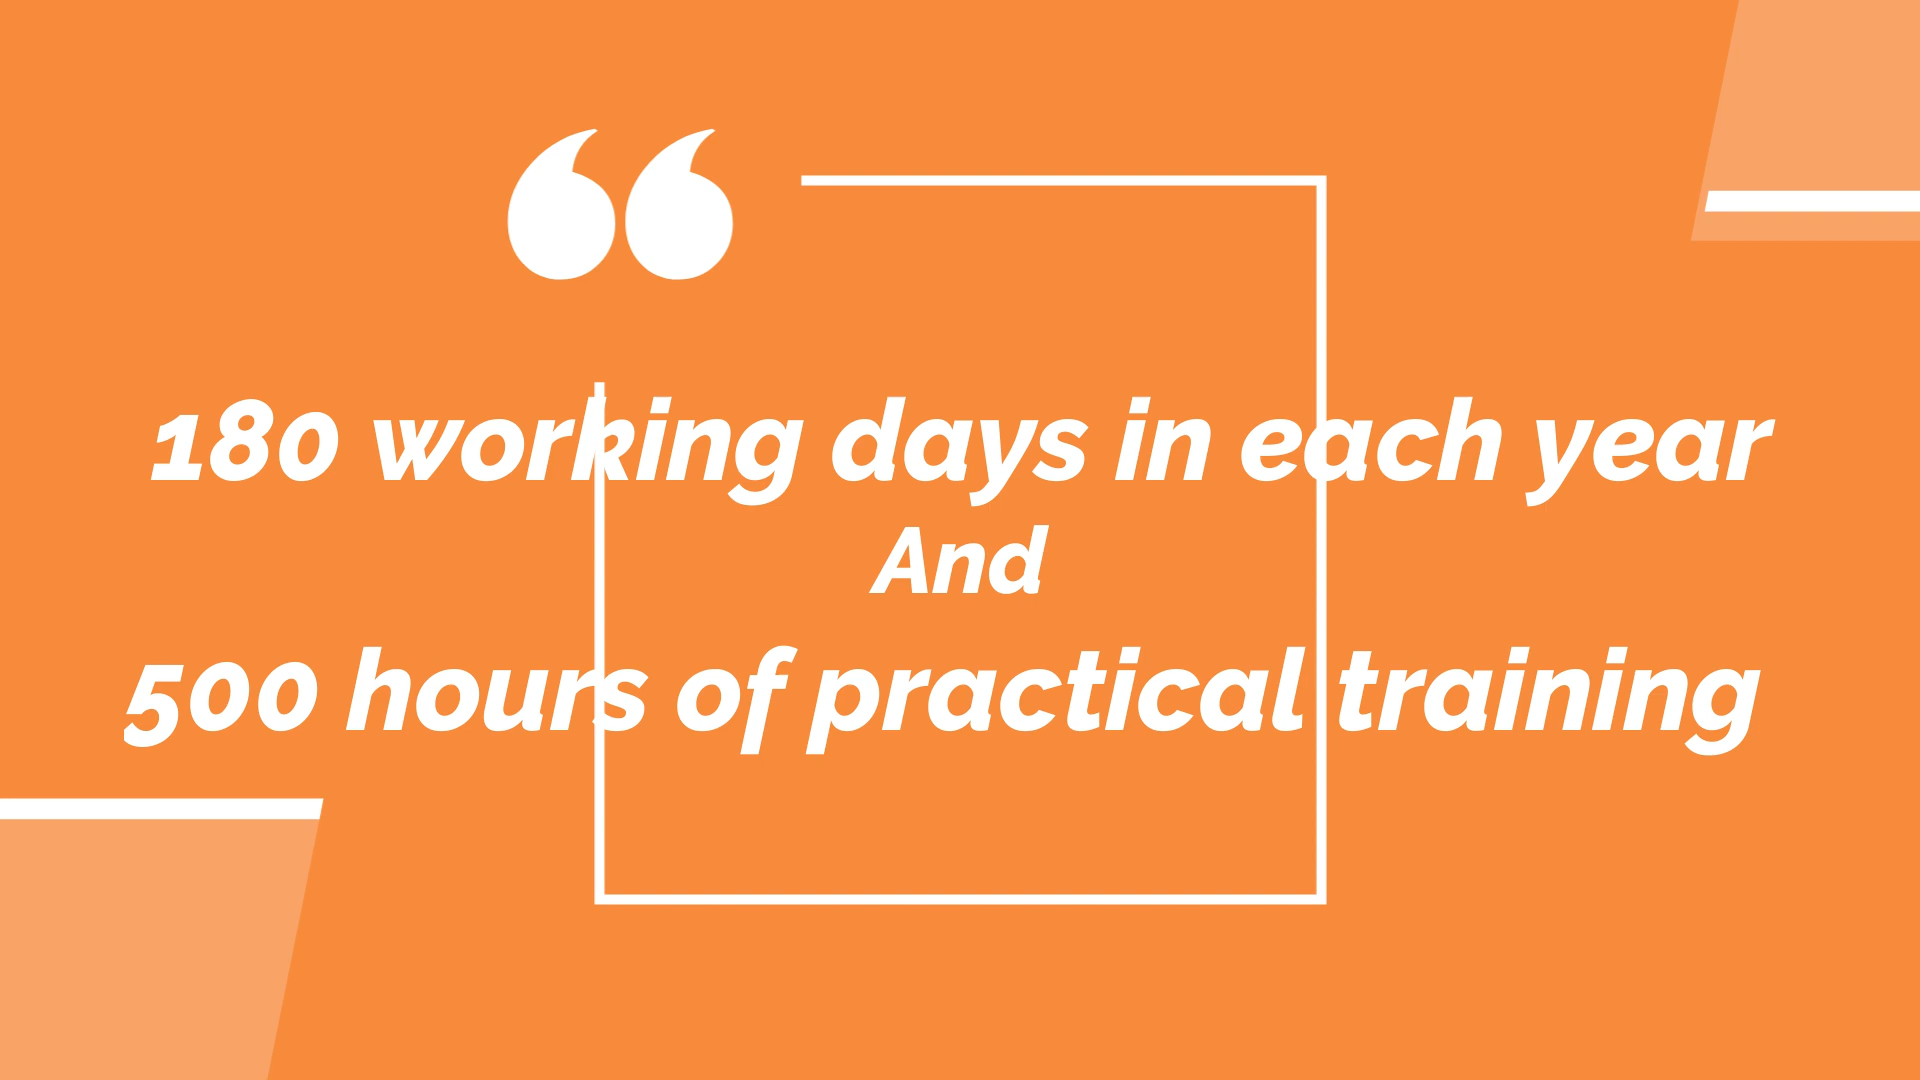 180 working days in each year
And
500 hours of practical training